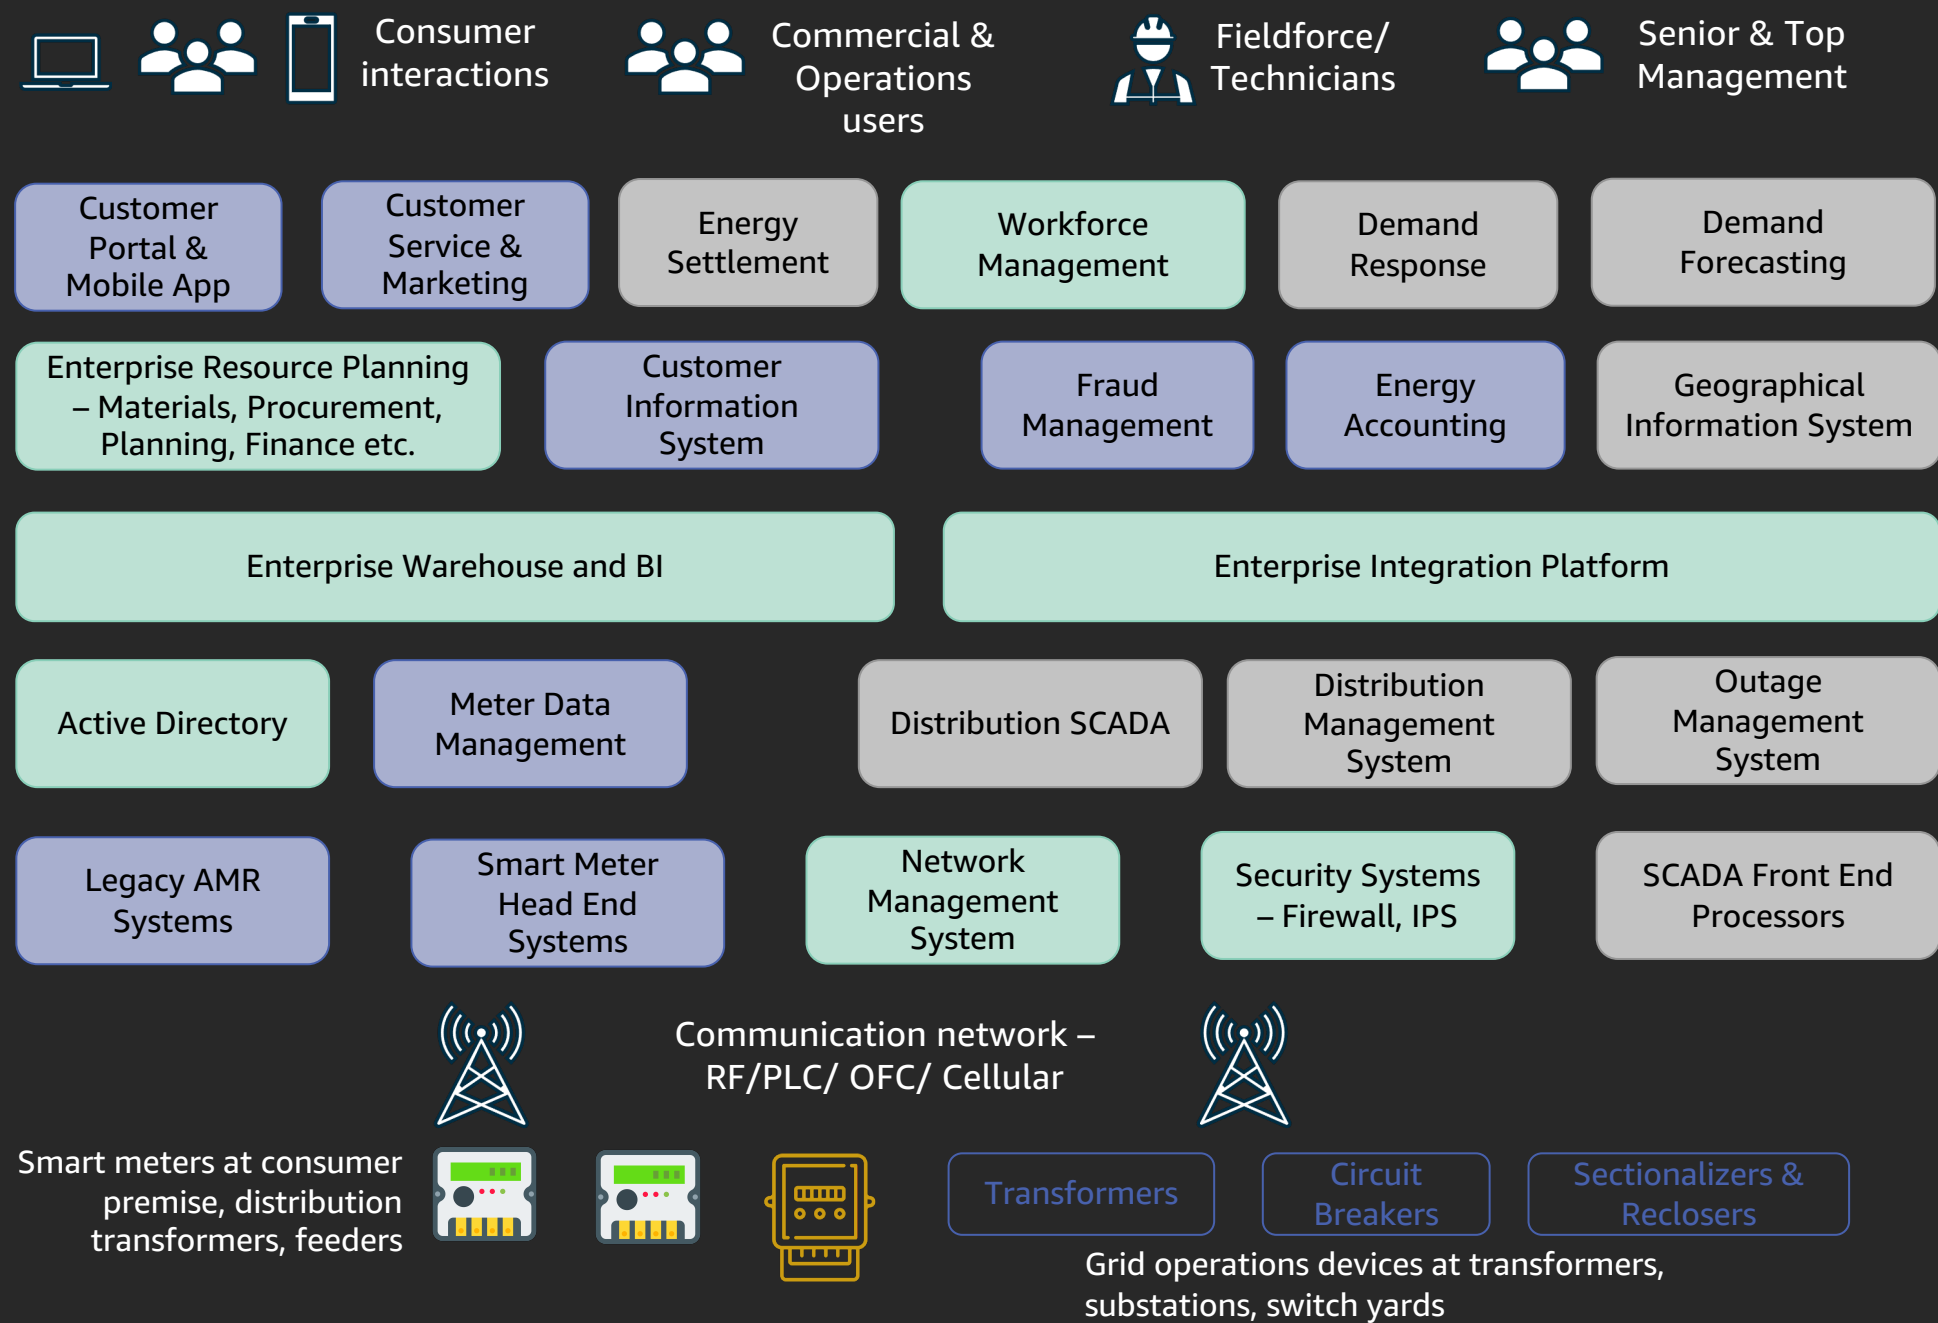 Consumer
interactions
Commercial &
Operations
users
Fieldforce/
Technicians
Senior & Top
Management
Customer
Portal &
Mobile App
Customer
Service &
Marketing
Energy
Settlement
Workforce
Management
Demand
Response
Demand
Forecasting
Enterprise Resource Planning
– Materials, Procurement,
Planning, Finance etc.
Customer
Information
System
Fraud
Management
Energy
Accounting
Geographical
Information System
Enterprise Warehouse and BI
Enterprise Integration Platform
Active Directory
Meter Data
Management
Distribution SCADA
Distribution
Management
System
Outage
Management
System
Legacy AMR
Systems
Smart Meter
Head End
Systems
Network
Management
System
Security Systems
– Firewall, IPS
SCADA Front End
Processors
Communication network –
RF/PLC/ OFC/ Cellular
Smart meters at consumer
premise, distribution
transformers, feeders
Transformers
Circuit
Breakers
Sectionalizers &
Reclosers
Grid operations devices at transformers,
substations, switch yards